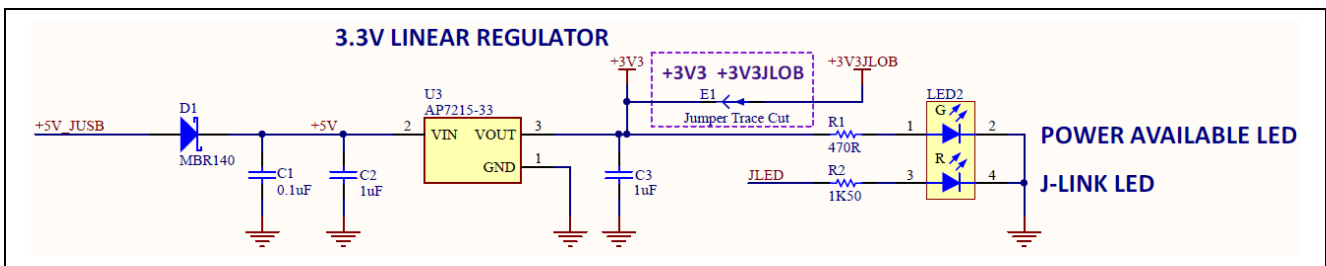 3.3V LINEAR REGULATOR
+3V3
+3V3 +3V3JLOB
+3V3JLOB
E1
Jumper Trace Cut
D1
+5V_JUSB
MBR140
+5V
C1
0.1uF
C2
1uF
U3
AP7215-33
2
VIN
VOUT
3
GND
1
C3
1uF
R1
470R
LED2
1
G
2
POWER AVAILABLE LED
JLED
R2
1K50
3
R
4
J-LINK LED